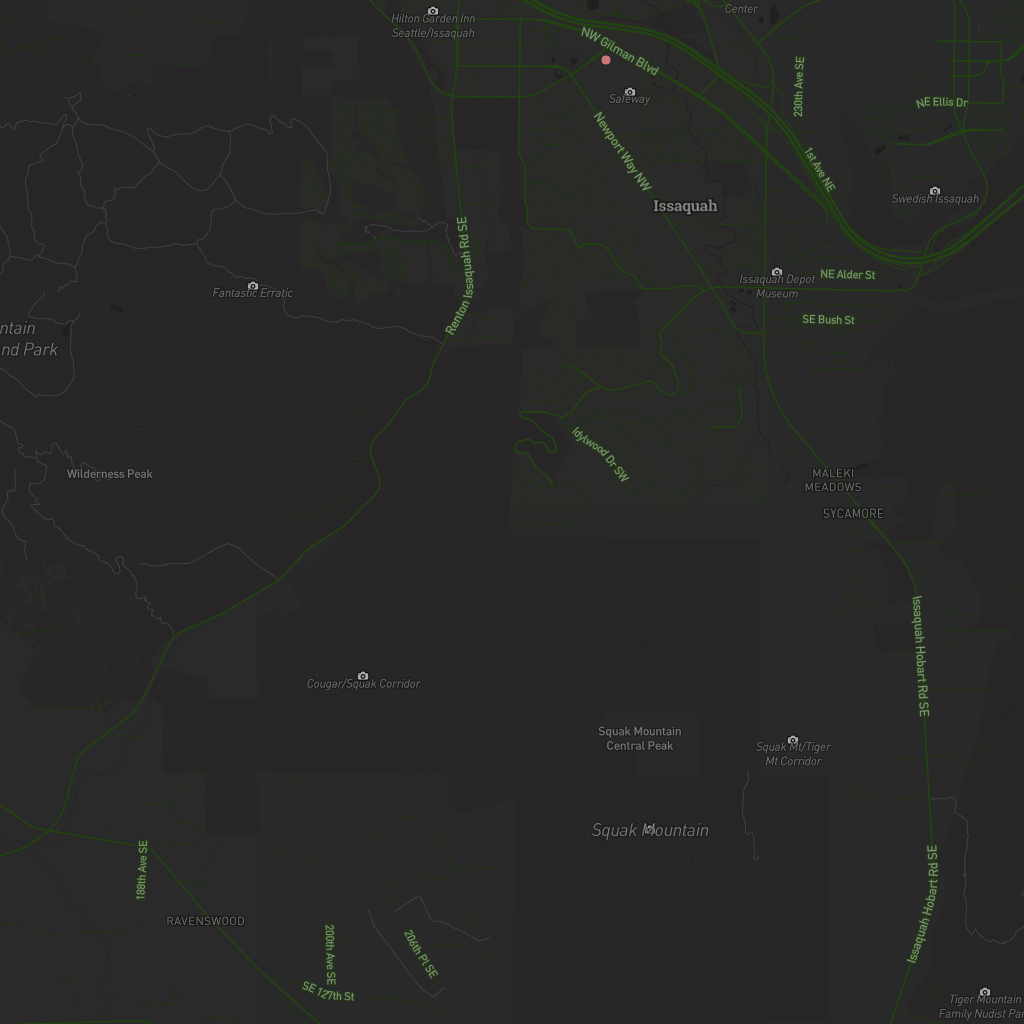 Center
Hilton Garden Inn
Seattle/Issaquah
NW Gilman Blvd
230th Ave SE
Safeway
NE Ellis Dr
Newport Way NW
1st Ave NE
Swedish Issaquah
Issaquah
Renton Issaquah Rd SE
Fantastic Erratic
Issaquah Depot
Museum
NE Alder St
SE Bush St
ntain
nd Park
Idylwood Dr SW
Wilderness Peak
MALEKI
MEADOWS
SYCAMORE
Issaquah Hobart Rd SE
Cougar/Squak Corridor
Squak Mountain
Central Peak
Squak Mt/Tiger
Mt Corridor
Squak Mountain
188th Ave SE
Issaquah Hobart Rd SE
RAVENSWOOD
200th Ave SE
206th Pl SE
SE 127th St
Tiger Mountain
Family Nudist Par